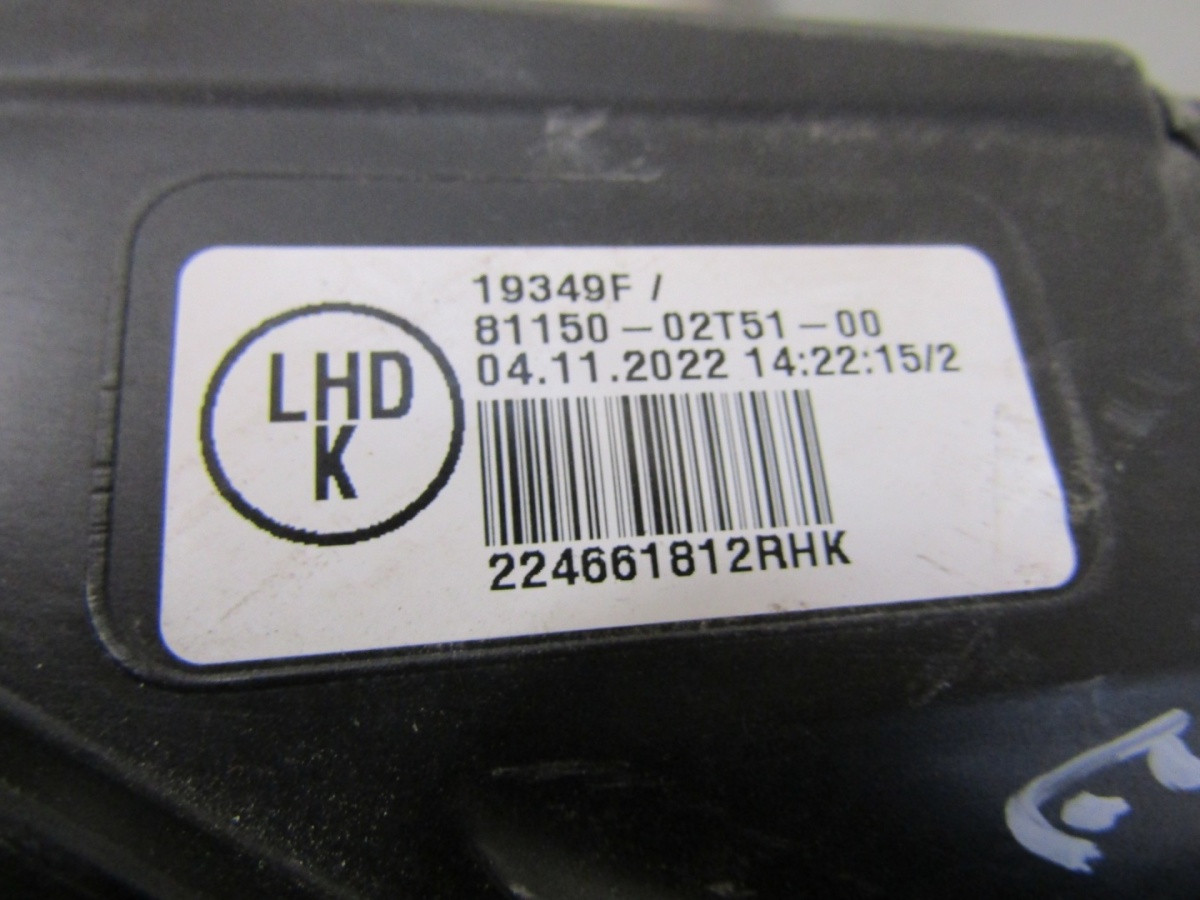 LHD
K
19349F /
81150-02T51-00
04.11.2022 14:22:15/2
224661812RHK